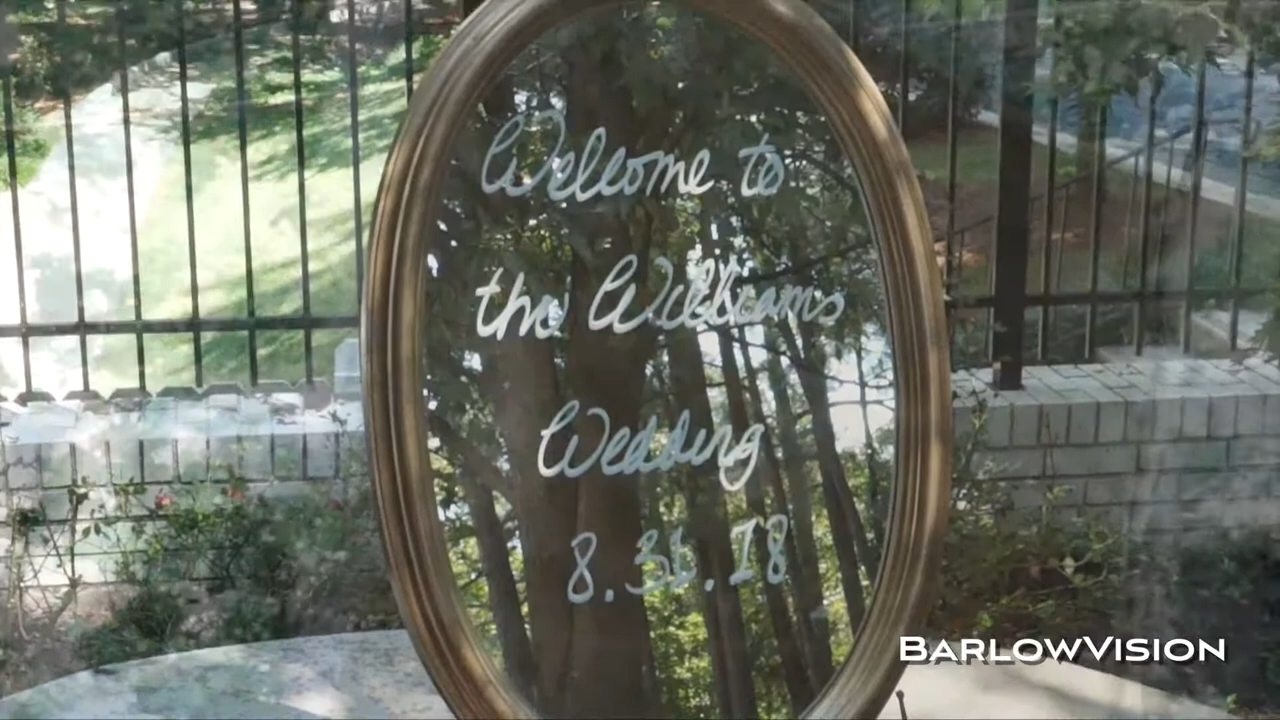 Welcome to
the Williams
Wedding
8.31.18
BARLOWVISION